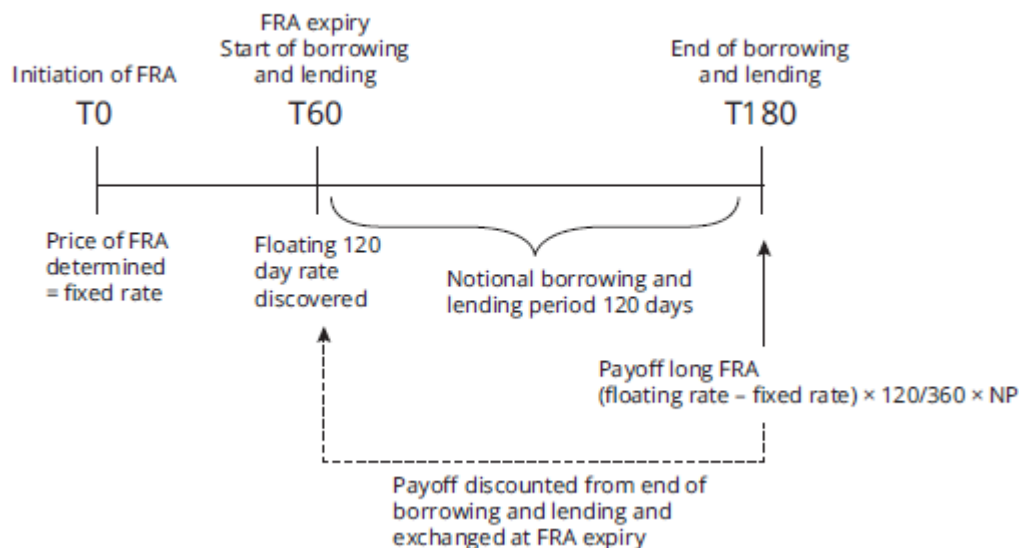 Initiation of FRA
T0
FRA expiry
Start of borrowing
and lending
T60
End of borrowing
and lending
T180
Price of FRA
determined
= fixed rate
Floating 120
day rate
discovered
Notional borrowing and
lending period 120 days
Payoff long FRA
(floating rate – fixed rate) × 120/360 × NP
Payoff discounted from end of
borrowing and lending and
exchanged at FRA expiry